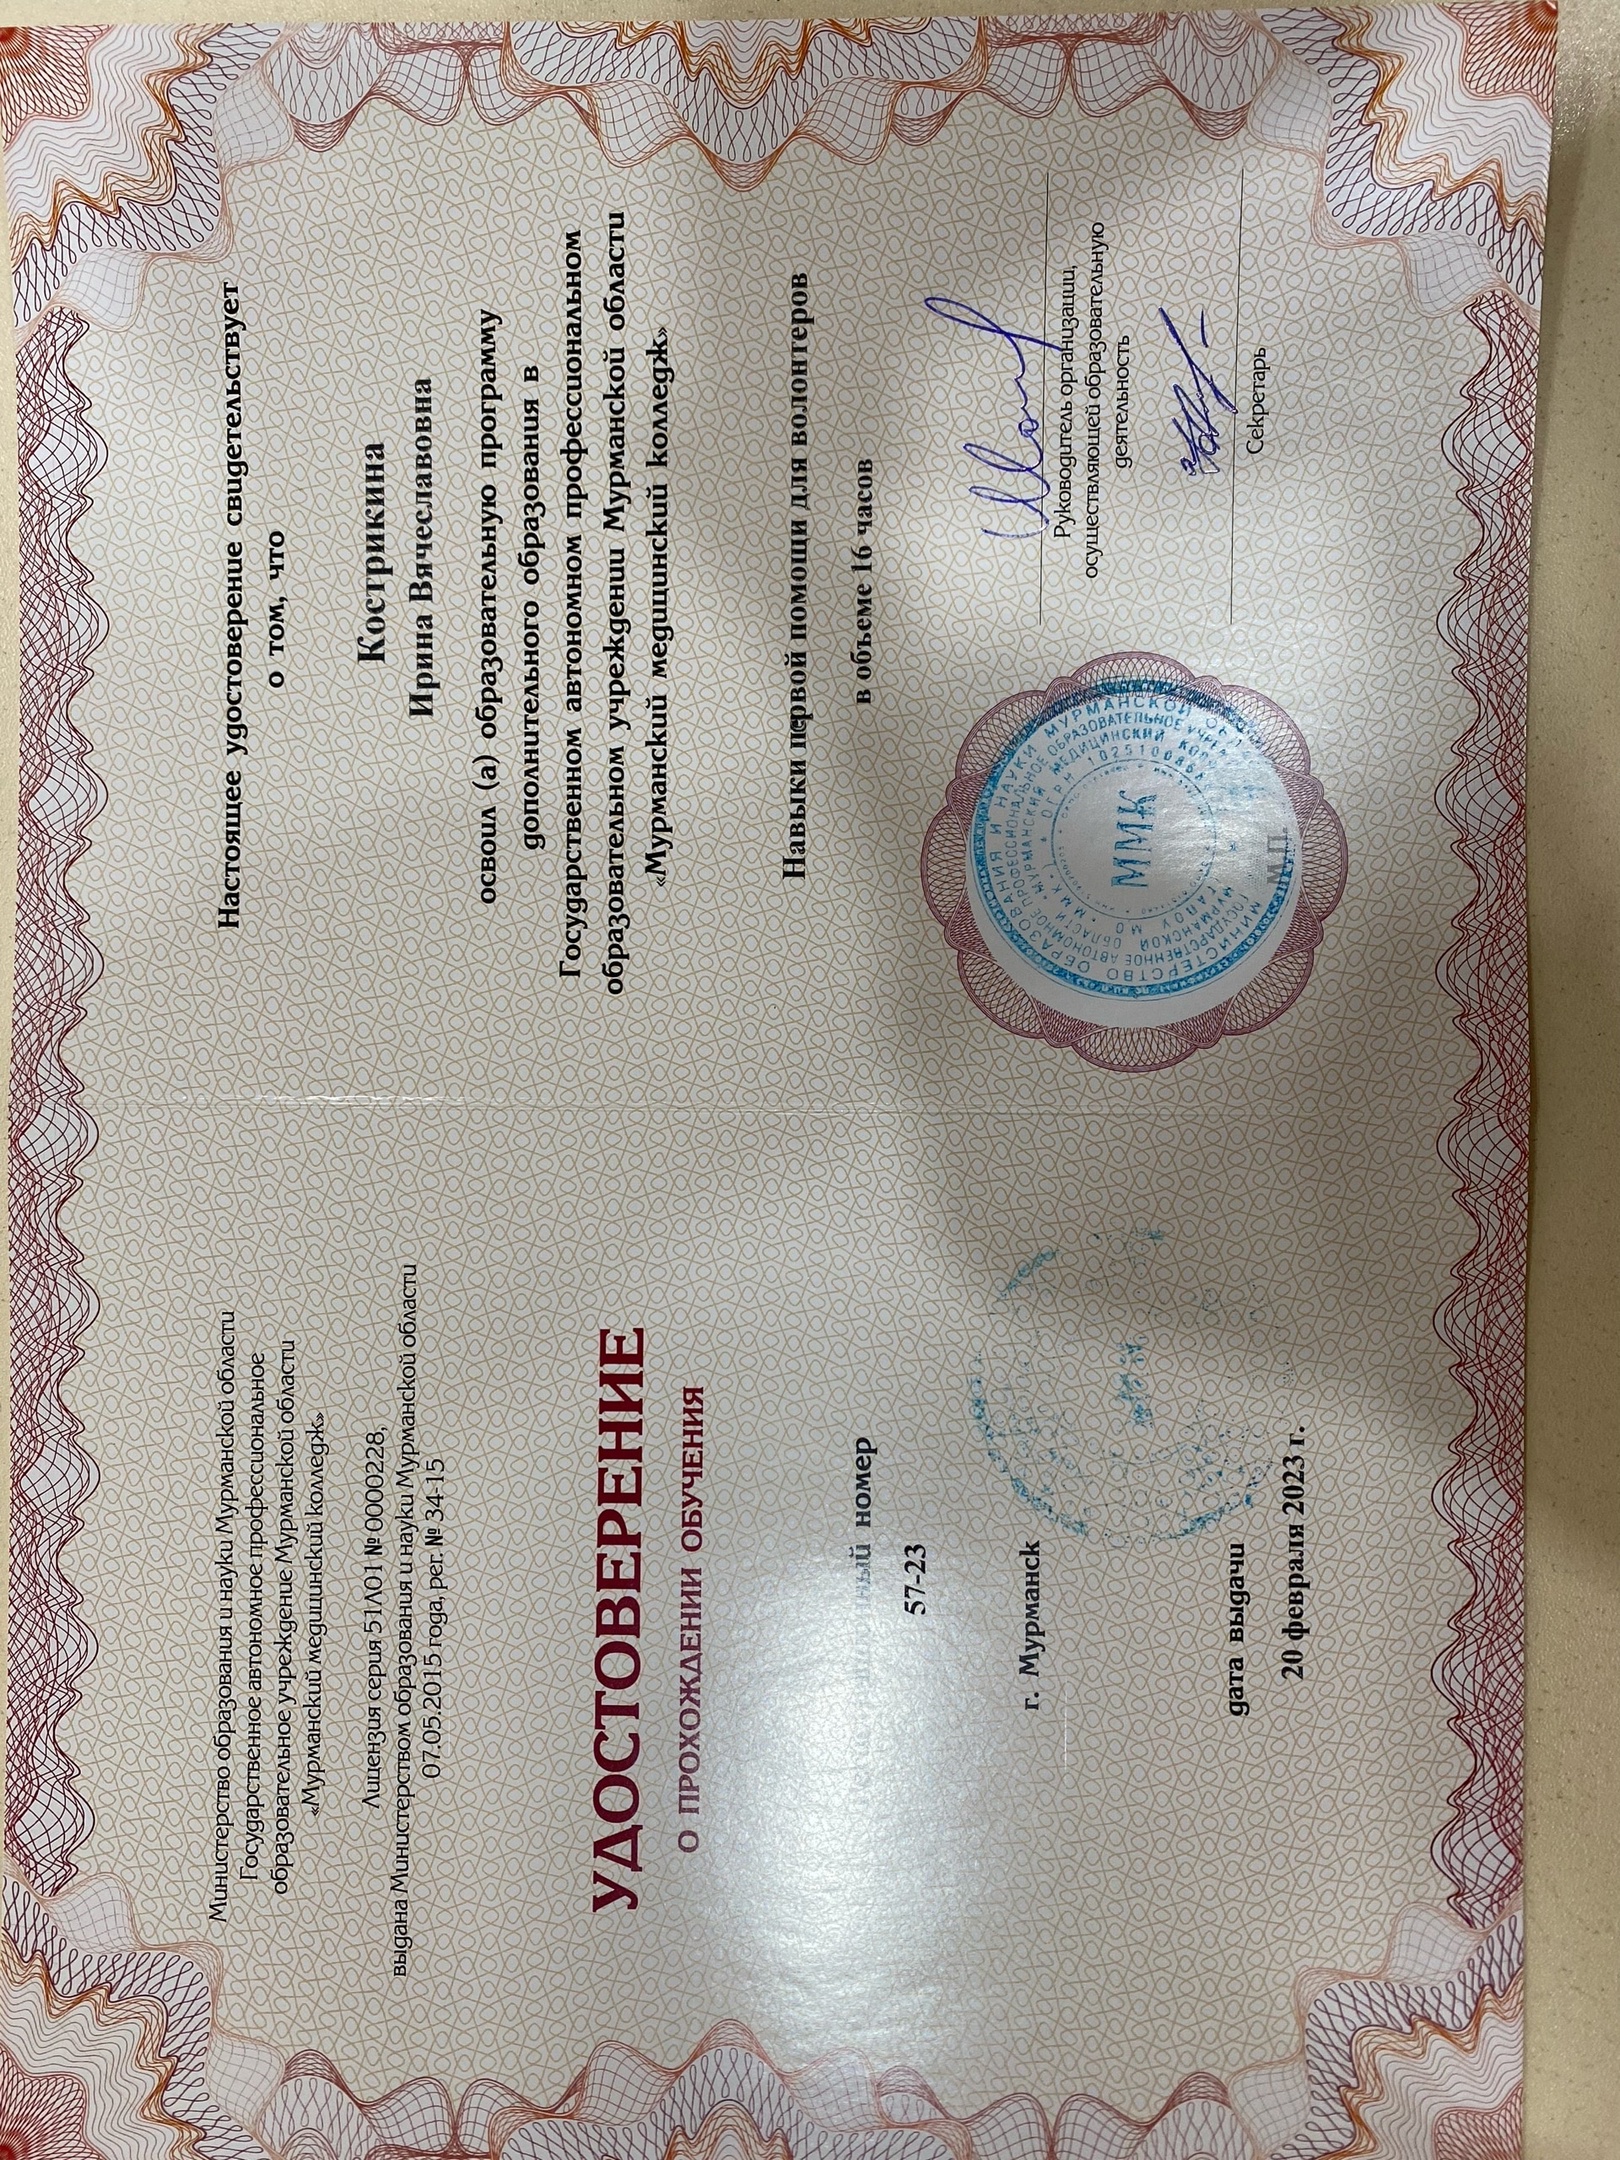 Министерство образования и науки Мурманской области
Государственное автономное профессиональное
образовательное учреждение Мурманской области
«Мурманский медицинский колледж»
Лицензия серия 51Л01 № 0000228,
выдана Министерством образования и науки Мурманской области
07.05.2015 года, рег. № 34-15
УДОСТОВЕРЕНИЕ
О ПРОХОЖДЕНИИ ОБУЧЕНИЯ
номер
57-23
г. Мурманск
дата выдачи
20 февраля 2023 г.
Настоящее удостоверение свидетельствует
о том, что
Кострикина
Ирина Вячеславовна
освоил (а) образовательную программу
дополнительного образования в
Государственном автономном профессиональном
образовательном учреждении Мурманской области
«Мурманский медицинский колледж»
Навыки первой помощи для волонтеров
в объеме 16 часов
Руководитель организации,
осуществляющей образовательную
деятельность
Секретарь
ММК
М.П.